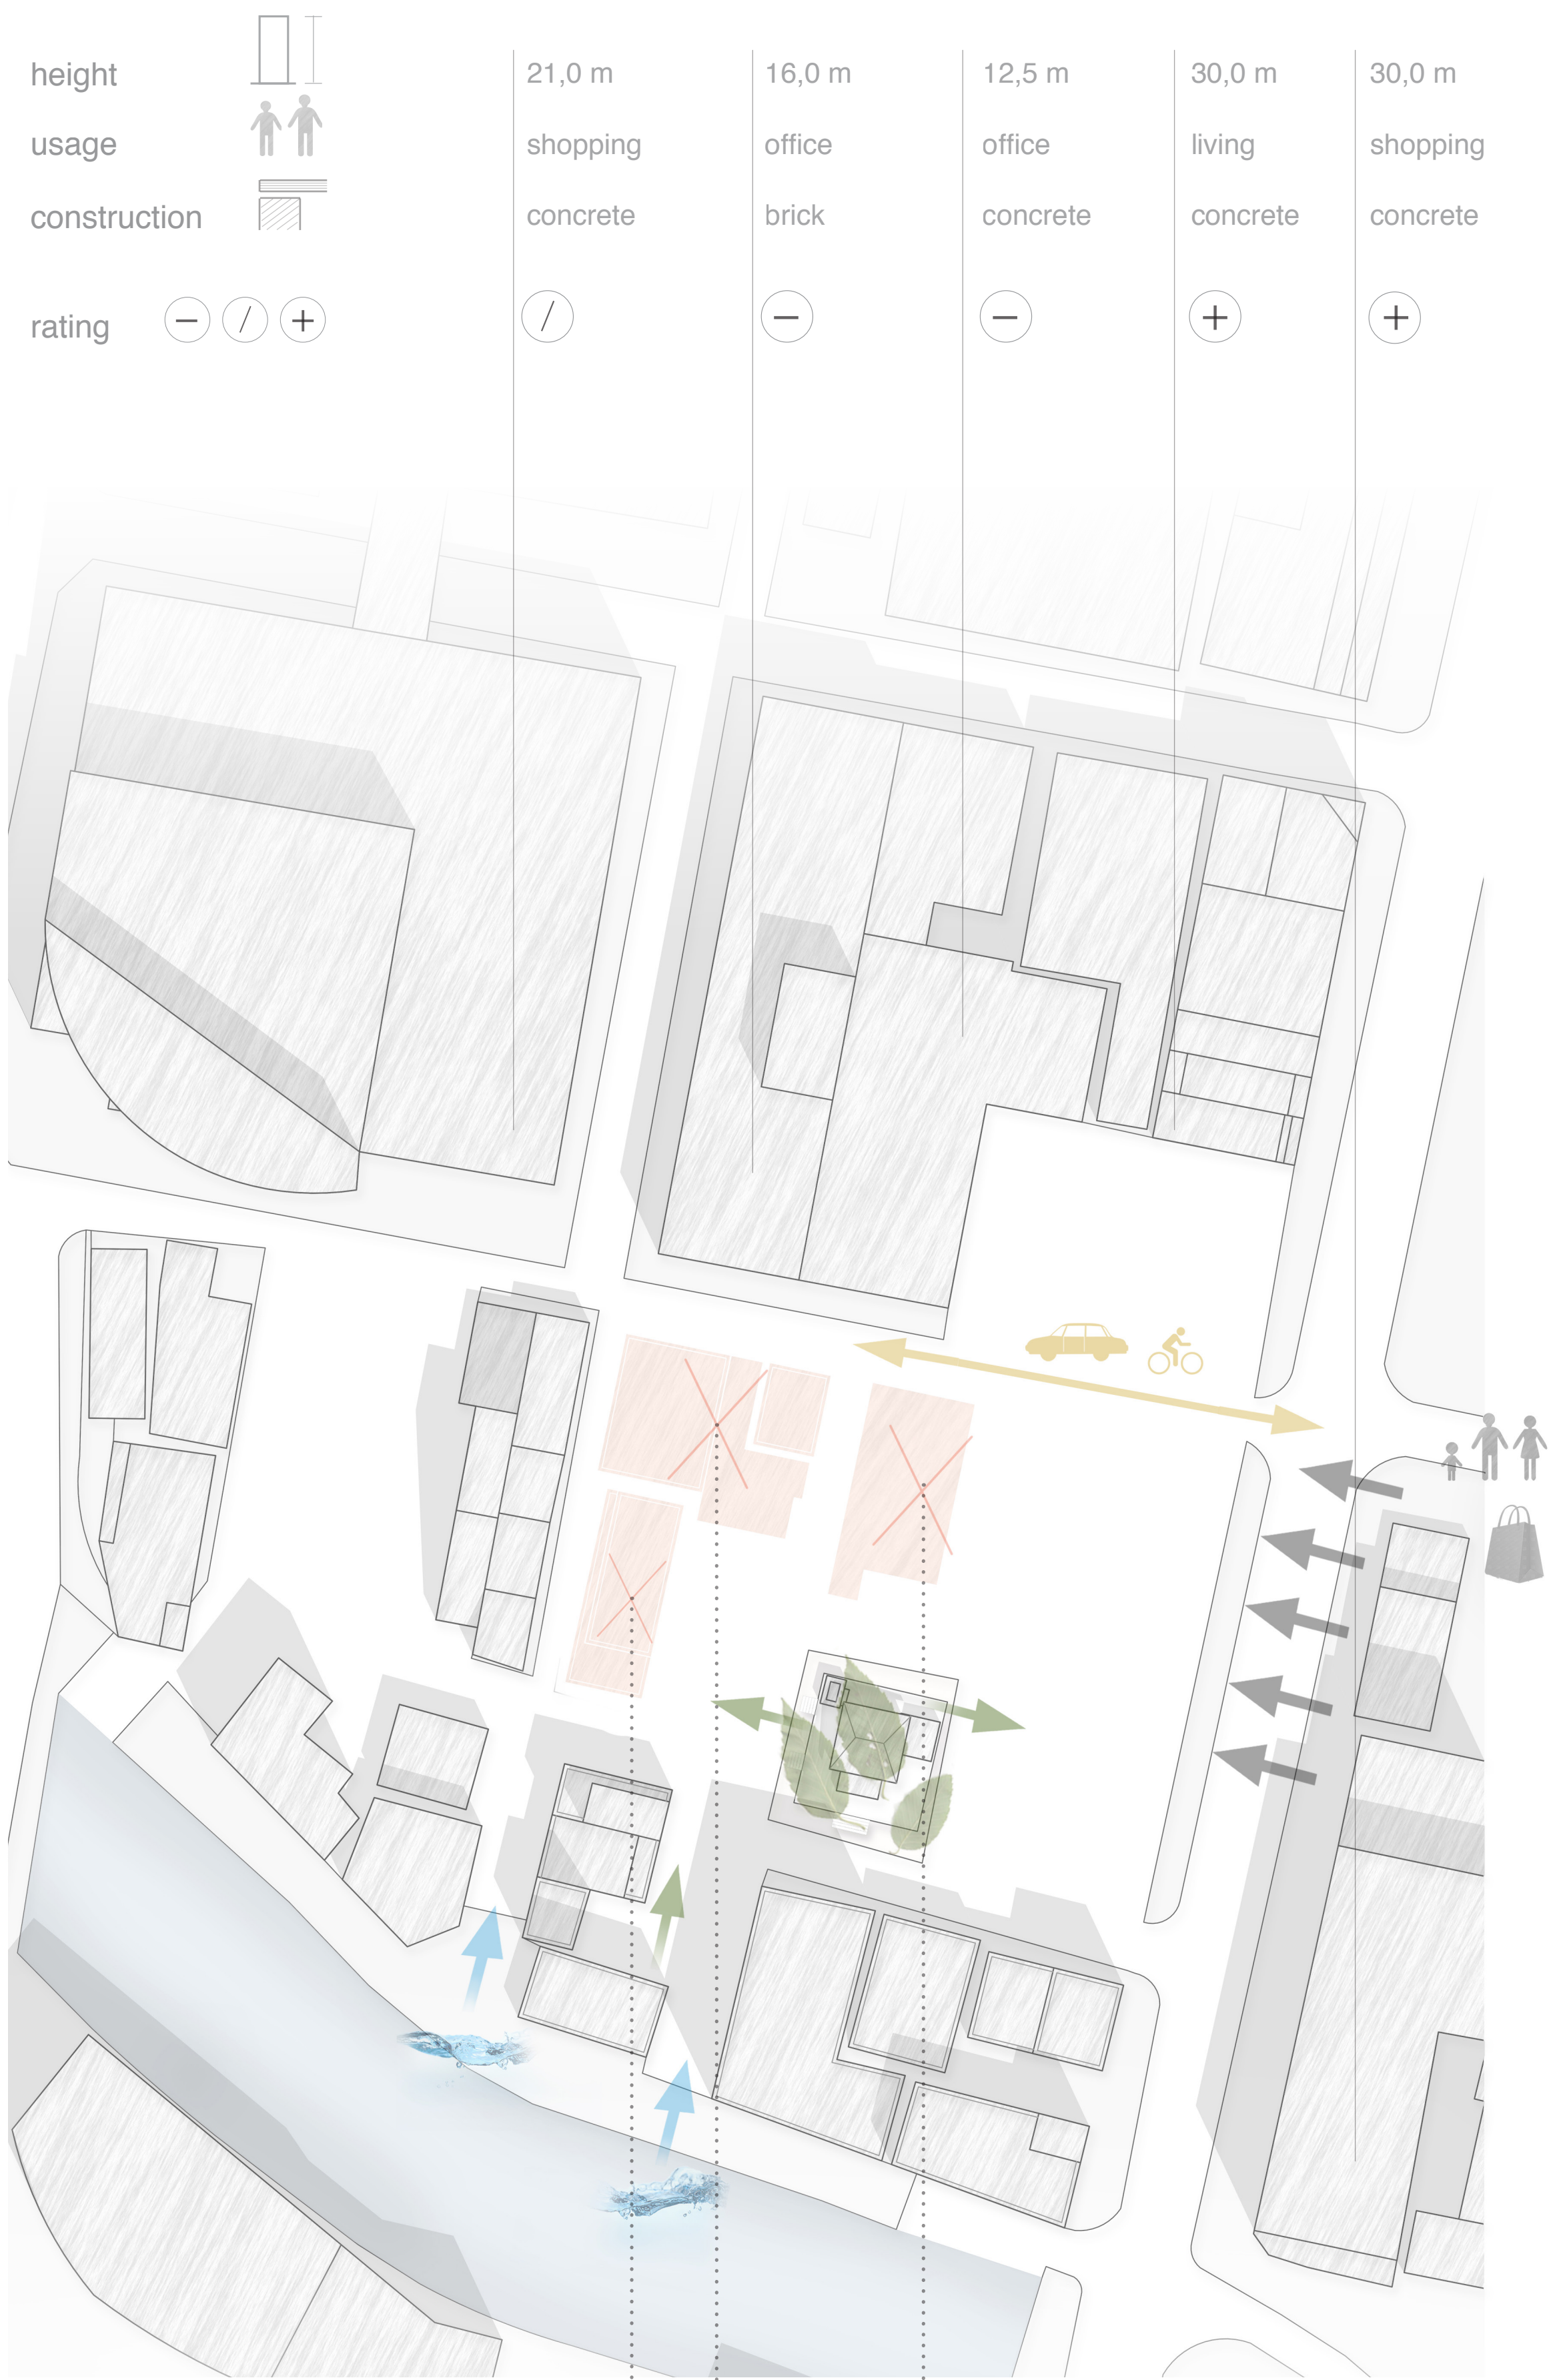 height 21,0 m 16,0 m 12,5 m 30,0 m 30,0 m
usage shopping office office living shopping
construction concrete brick concrete concrete concrete
rating − / + / − − + +